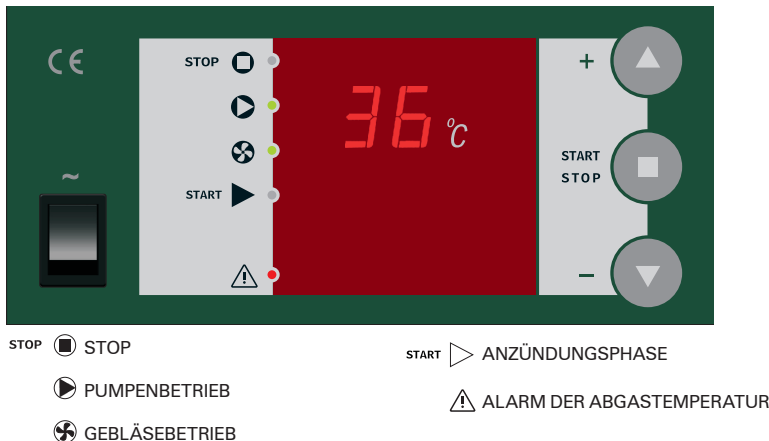 CE
STOP
36 °C
START
~
+
START
STOP
−
STOP STOP
PUMPENBETRIEB
GEBLÄSEBETRIEB
START ANZÜNDUNGSPHASE
ALARM DER ABGASTEMPERATUR